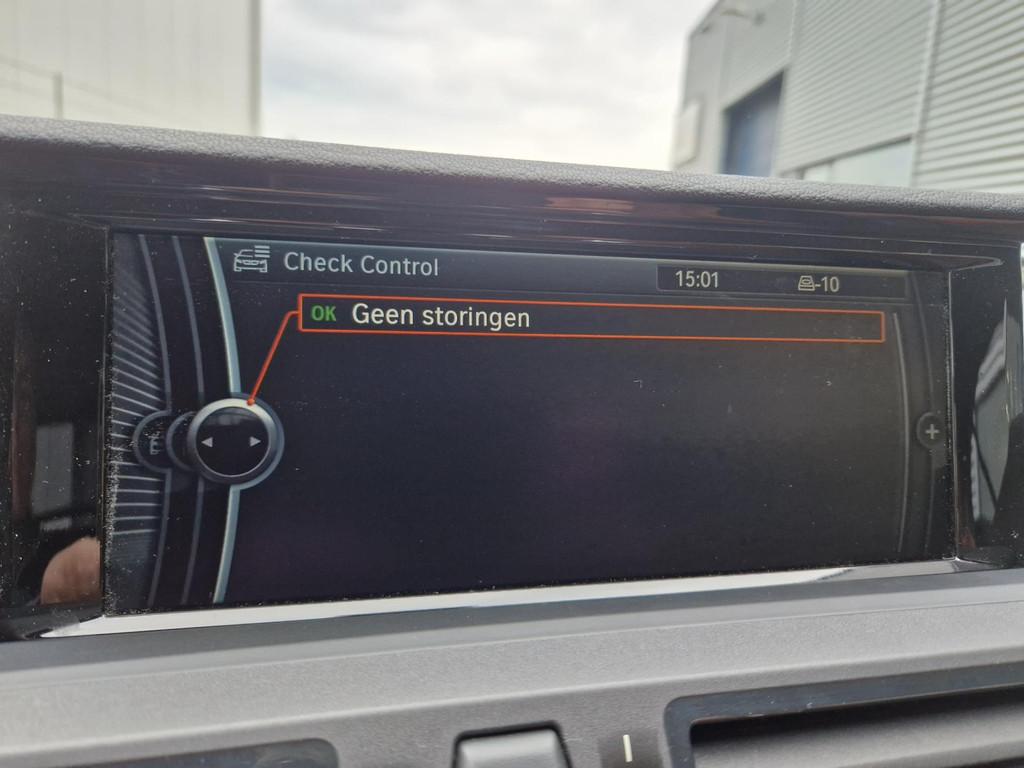 Check Control
15:01
-10
OK Geen storingen